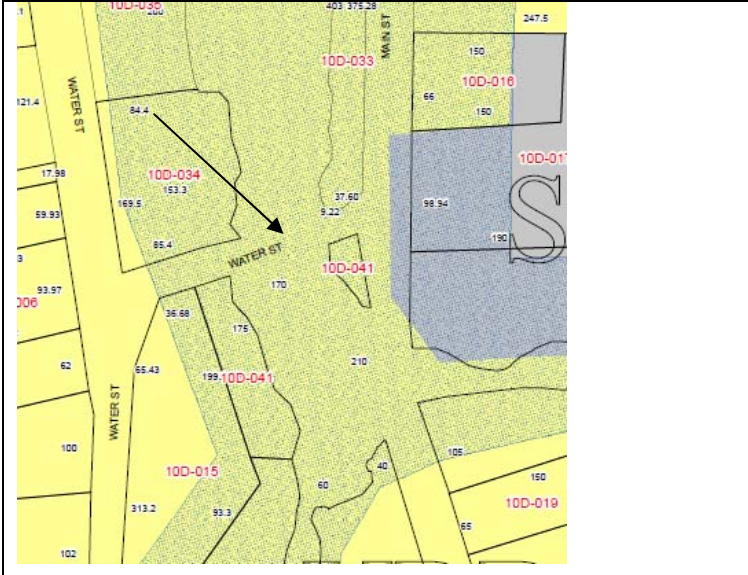 10D-035
200
403 375.28
247.5
MAIN ST
10D-033
150
10D-016
66
150
WATER ST
121.4
84.4
10D-017
17.98
10D-034
153.3
169.5
37.60
9.22
98.94
S
59.93
190
85.4
WATER ST
10D-041
170
93.97
006
36.68
175
210
62
65.43
199.
10D-041
WATER ST
100
105
40
10D-015
60
150
10D-019
313.2
93.3
65
102